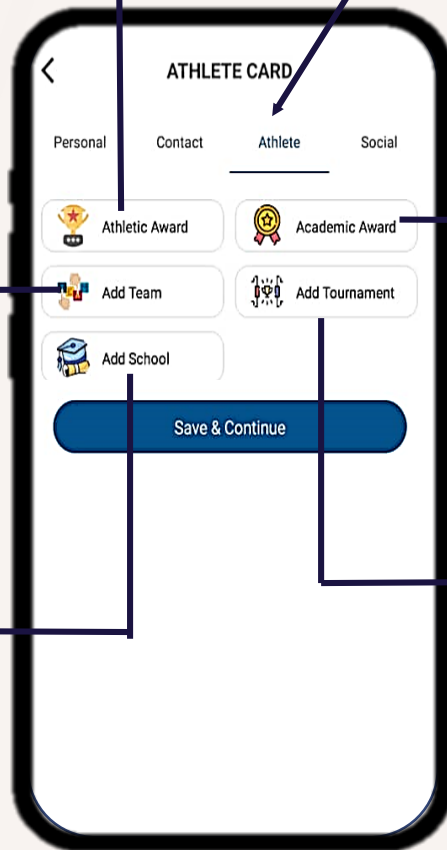 ATHLETE CARD
Personal Contact Athlete Social
Athletic Award Academic Award
Add Team Add Tournament
Add School
Save & Continue